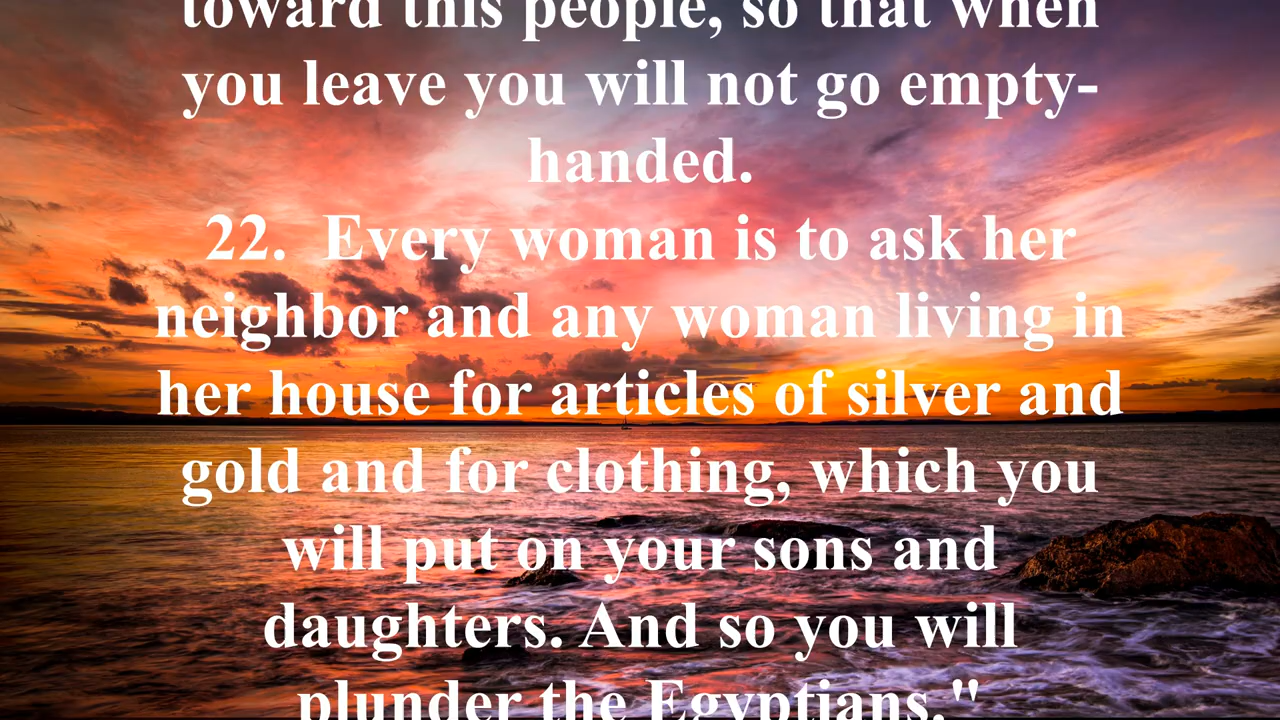 toward this people, so that when
you leave you will not go empty-
handed.
22.  Every woman is to ask her
neighbor and any woman living in
her house for articles of silver and
gold and for clothing, which you
will put on your sons and
daughters. And so you will
plunder the Egyptians."